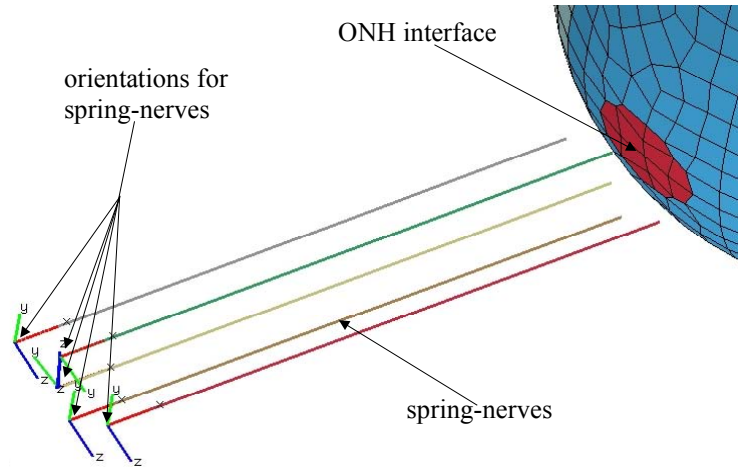 ONH interface
orientations for
spring-nerves
y
x
y
z
x
z
x
z
y
y
y
x
x
z
z
spring-nerves